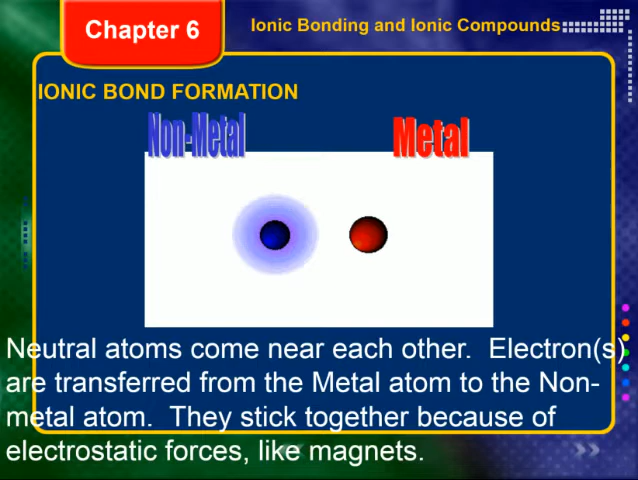 Chapter 6
Ionic Bonding and Ionic Compounds
IONIC BOND FORMATION
Non-Metal
Metal
Neutral atoms come near each other.  Electron(s)
are transferred from the Metal atom to the Non-
metal atom.  They stick together because of
electrostatic forces, like magnets.